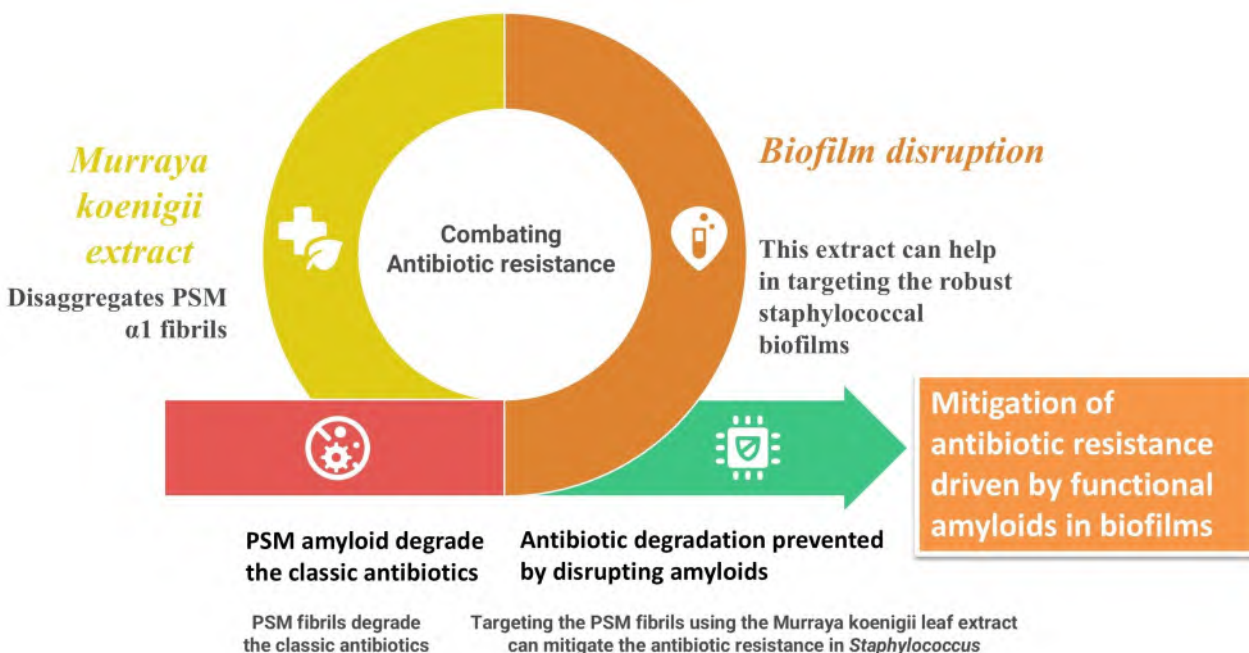 Murraya
koenigii
extract
Disaggregates PSM
α1 fibrils
Combating
Antibiotic resistance
Biofilm disruption
This extract can help
in targeting the robust
staphylococcal
biofilms
PSM amyloid degrade
the classic antibiotics
PSM fibrils degrade
the classic antibiotics
Antibiotic degradation prevented
by disrupting amyloids
Targeting the PSM fibrils using the Murraya koenigii leaf extract
can mitigate the antibiotic resistance in Staphylococcus
Mitigation of
antibiotic resistance
driven by functional
amyloids in biofilms